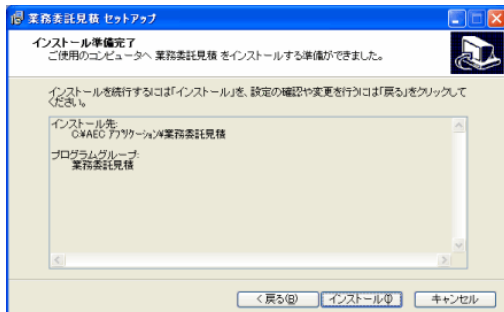 業務委託見積 セットアップ
インストール準備完了
ご使用のコンピュータへ 業務委託見積 をインストールする準備ができました。
インストールを続行するには「インストール」を、設定の確認や変更を行うには「戻る」をクリックして
ください。
インストール先:
C:¥AEC アプリケーション¥業務委託見積
プログラムグループ:
業務委託見積
< 戻る(B)
インストール(I)
キャンセル